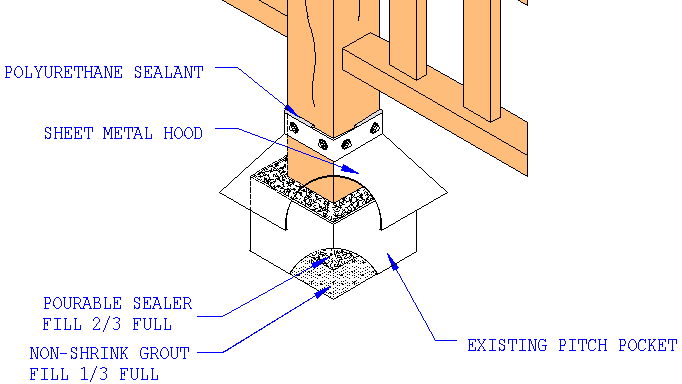 POLYURETHANE SEALANT
SHEET METAL HOOD
POURABLE SEALER
FILL 2/3 FULL
EXISTING PITCH POCKET
NON-SHRINK GROUT
FILL 1/3 FULL